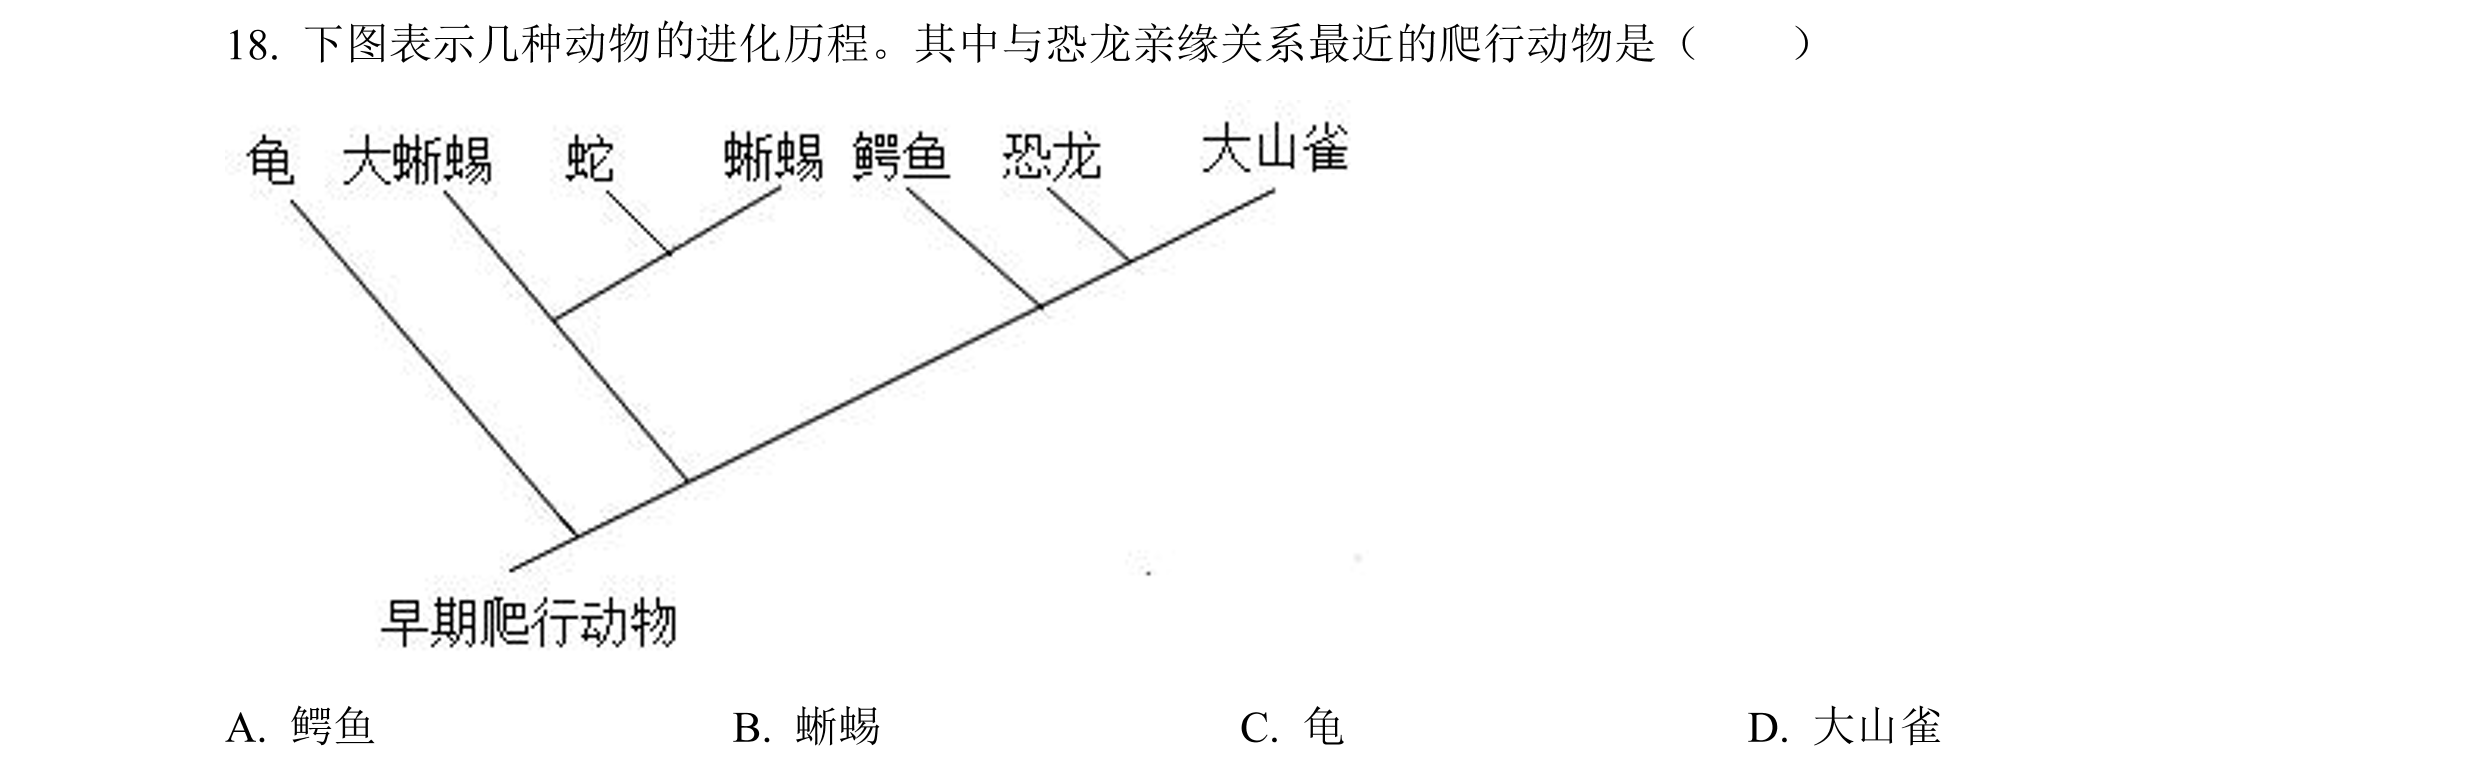 18. 下图表示几种动物的进化历程。其中与恐龙亲缘关系最近的爬行动物是（　　）
龟 大蜥蜴 蛇 蜥蜴 鳄鱼 恐龙 大山雀
早期爬行动物
A. 鳄鱼 B. 蜥蜴 C. 龟 D. 大山雀